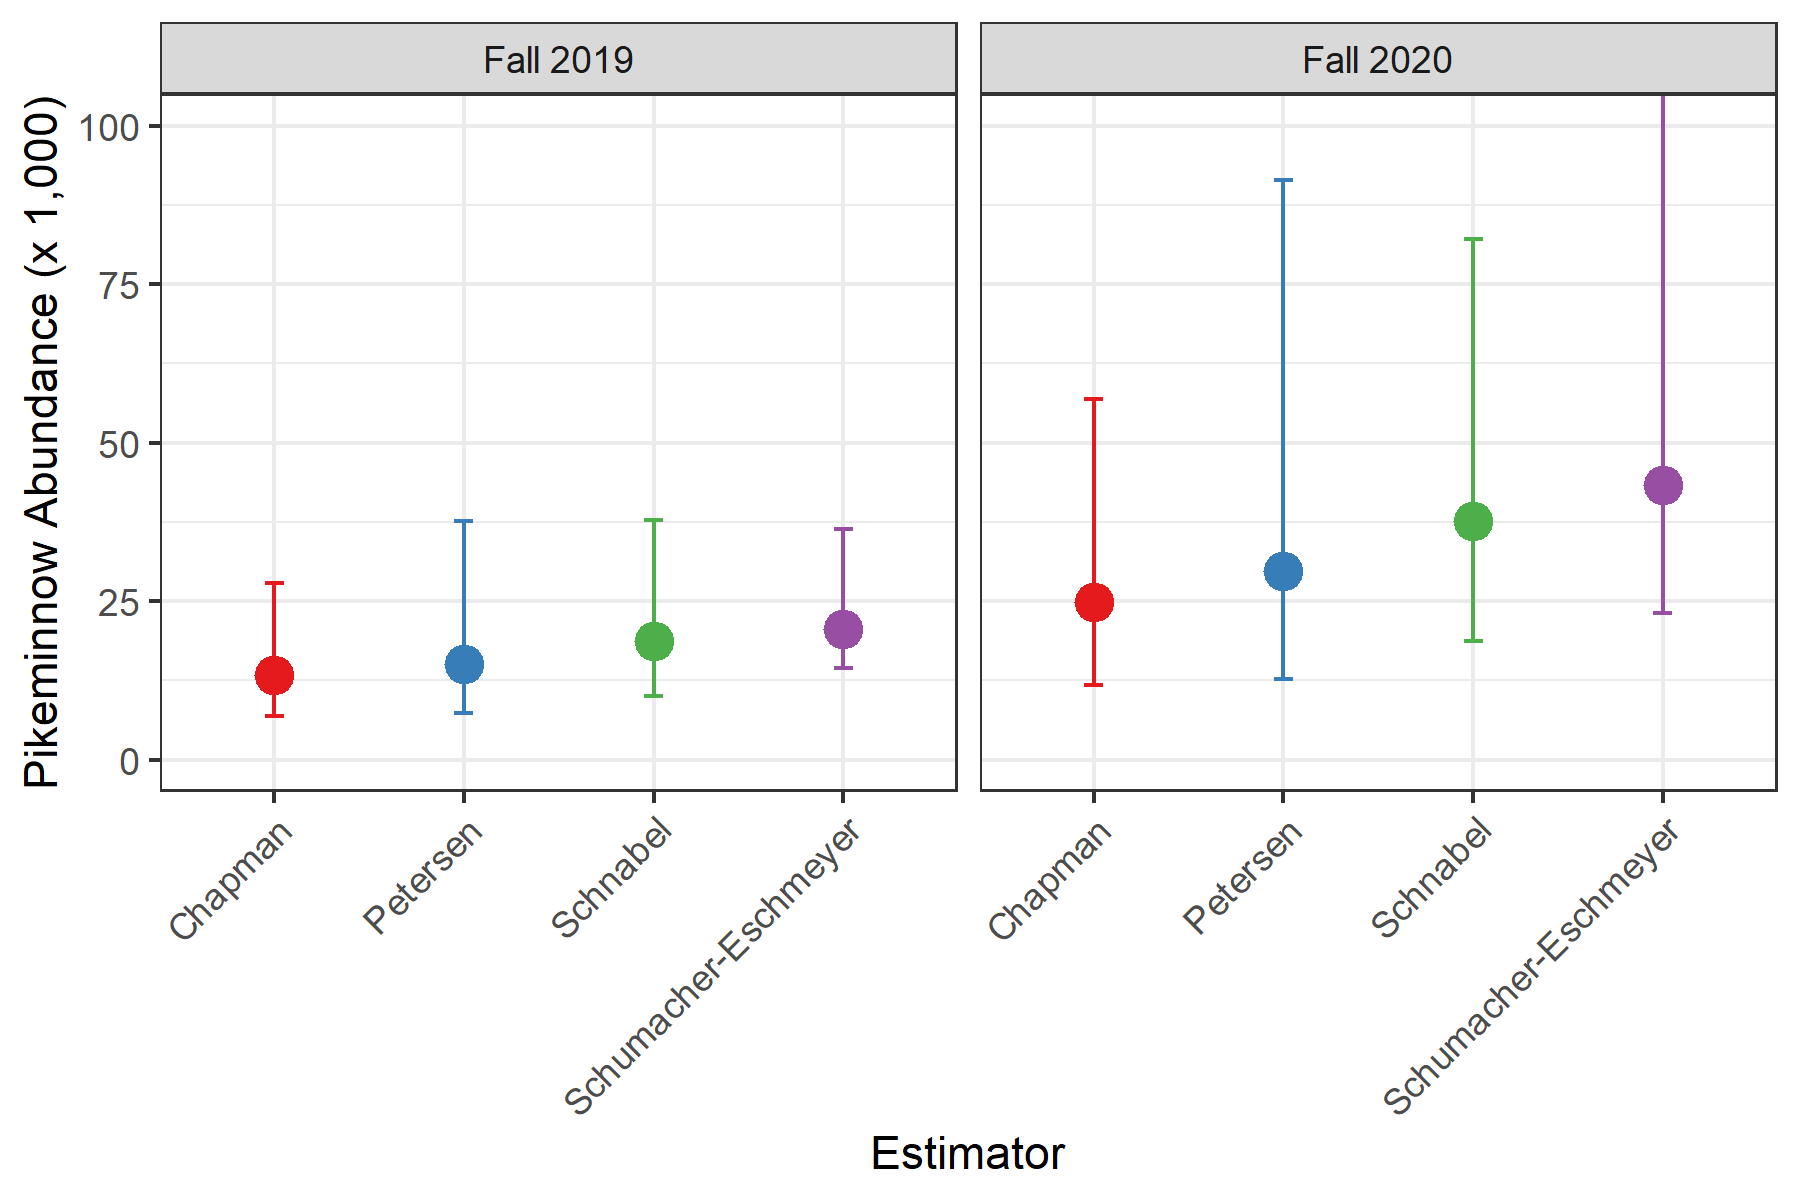 Fall 2019
Fall 2020
Pikeminnow Abundance (x 1,000)
100
75
50
25
0
Chapman
Petersen
Schnabel
Schumacher-Eschmeyer
Chapman
Petersen
Schnabel
Schumacher-Eschmeyer
Estimator